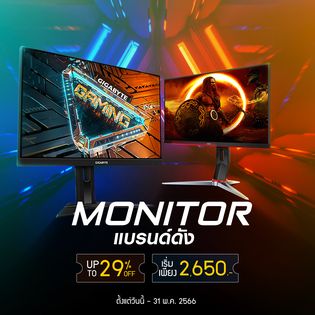 GIGABYTE
GAMING
GIGABYTE
MONITOR
แบรนด์ดัง
UP TO 29% OFF
เริ่มเพียง 2,650.-
ตั้งแต่วันนี้ - 31 พ.ค. 2566